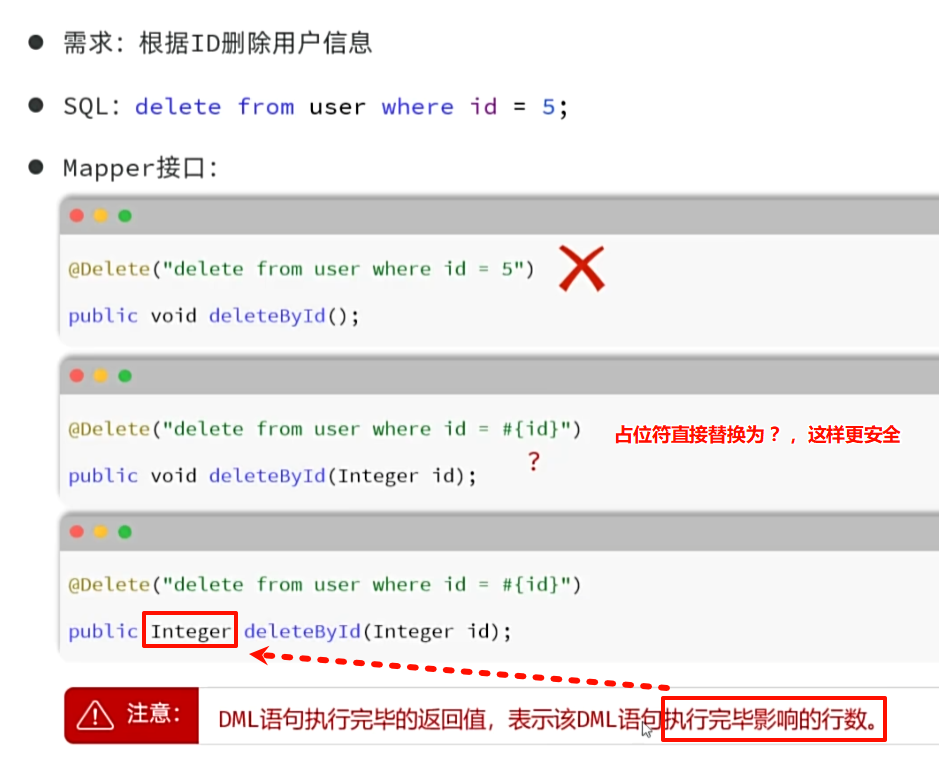 需求：根据ID删除用户信息
SQL：delete from user where id = 5;
Mapper接口：
@Delete("delete from user where id = 5")
public void deleteById();
@Delete("delete from user where id = #{id}")
占位符直接替换为？，这样更安全
?
public void deleteById(Integer id);
@Delete("delete from user where id = #{id}")
public Integer deleteById(Integer id);
注意：
DML语句执行完毕的返回值，表示该DML语句执行完毕影响的行数。